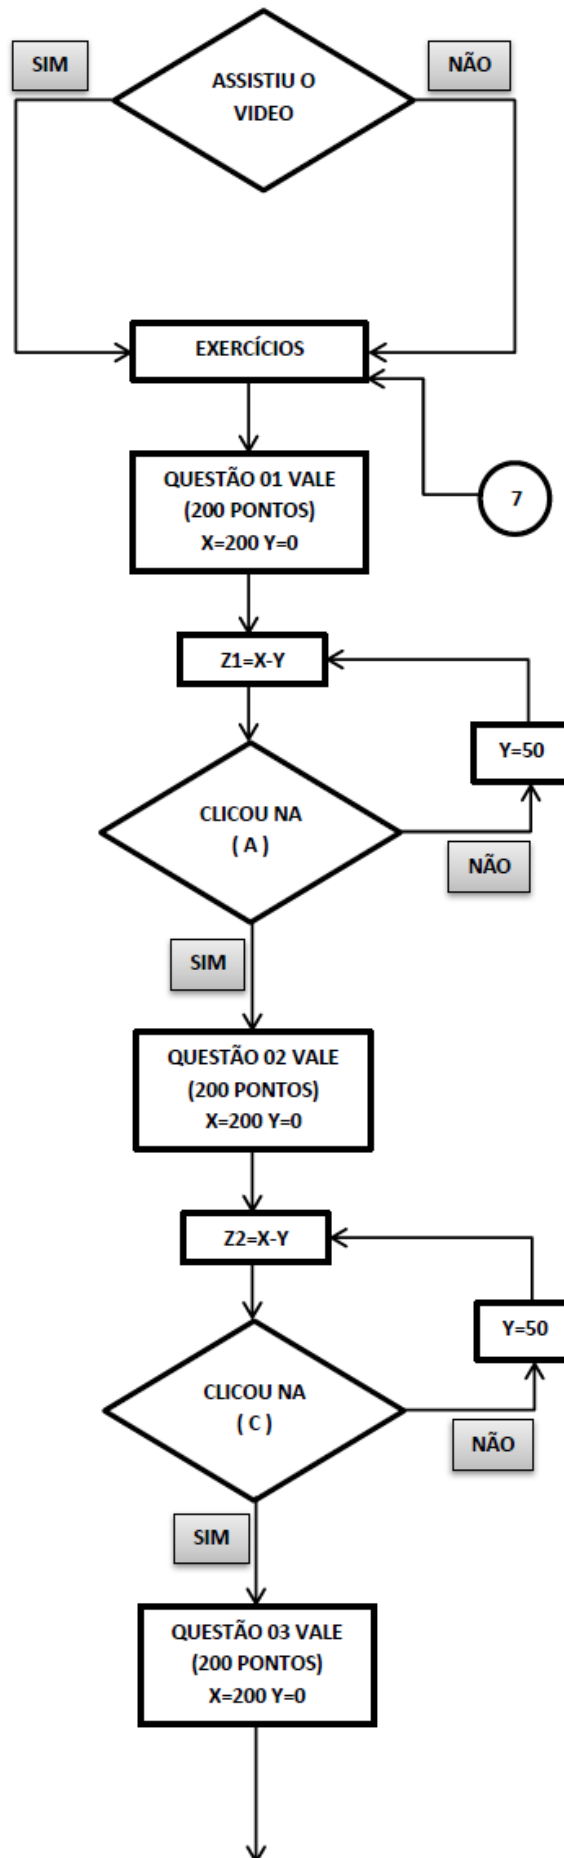 SIM
ASSISTIU O
VIDEO
NÃO
EXERCÍCIOS
QUESTÃO 01 VALE
(200 PONTOS)
X=200 Y=0
7
Z1=X-Y
Y=50
CLICOU NA
( A )
NÃO
SIM
QUESTÃO 02 VALE
(200 PONTOS)
X=200 Y=0
Z2=X-Y
Y=50
CLICOU NA
( C )
NÃO
SIM
QUESTÃO 03 VALE
(200 PONTOS)
X=200 Y=0